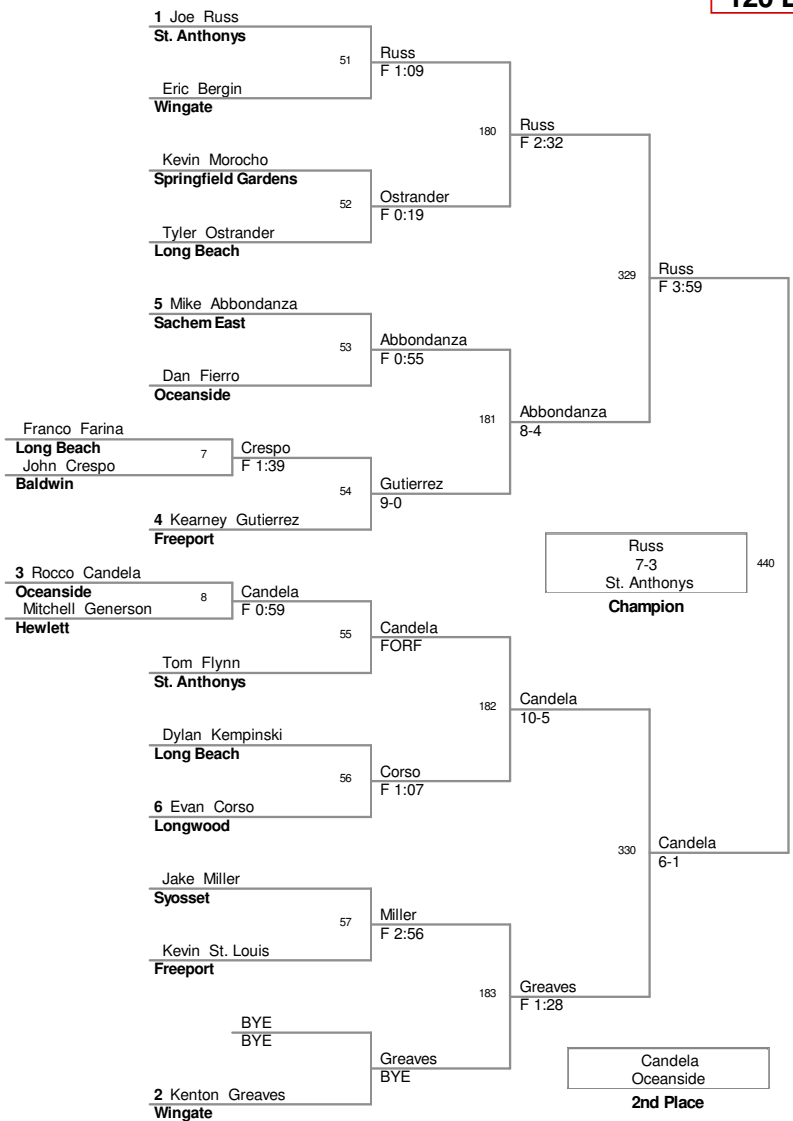 120 
1 Joe Russ
St. Anthonys
51
Russ
F 1:09
Eric Bergin
Wingate
180
Russ
F 2:32
Kevin Morocho
Springfield Gardens
52
Ostrander
F 0:19
Tyler Ostrander
Long Beach
329
Russ
F 3:59
5 Mike Abbondanza
Sachem East
53
Abbondanza
F 0:55
Dan Fierro
Oceanside
181
Abbondanza
8-4
Franco Farina
Long Beach
7
Crespo
F 1:39
John Crespo
Baldwin
54
Gutierrez
9-0
4 Kearney Gutierrez
Freeport
Russ
7-3
St. Anthonys
440
Champion
3 Rocco Candela
Oceanside
8
Candela
F 0:59
Mitchell Generson
Hewlett
55
Candela
FORF
Tom Flynn
St. Anthonys
182
Candela
10-5
Dylan Kempinski
Long Beach
56
Corso
F 1:07
6 Evan Corso
Longwood
330
Candela
6-1
Jake Miller
Syosset
57
Miller
F 2:56
Kevin St. Louis
Freeport
183
Greaves
F 1:28
BYE
BYE
Greaves
BYE
2 Kenton Greaves
Wingate
Candela
Oceanside
2nd Place